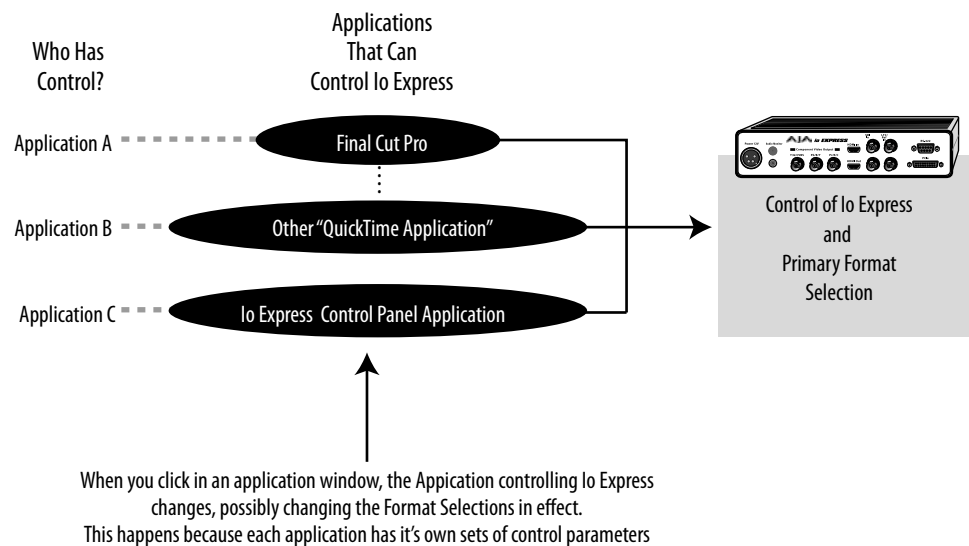 Who Has
Control?
Applications
That Can
Control Io Express
Application A
Final Cut Pro
Application B
Other “QuickTime Application”
Application C
Io Express Control Panel Application
AJA Io EXPRESS
Control of Io Express
and
Primary Format
Selection
When you click in an application window, the Appication controlling Io Express
changes, possibly changing the Format Selections in effect.
This happens because each application has it’s own sets of control parameters